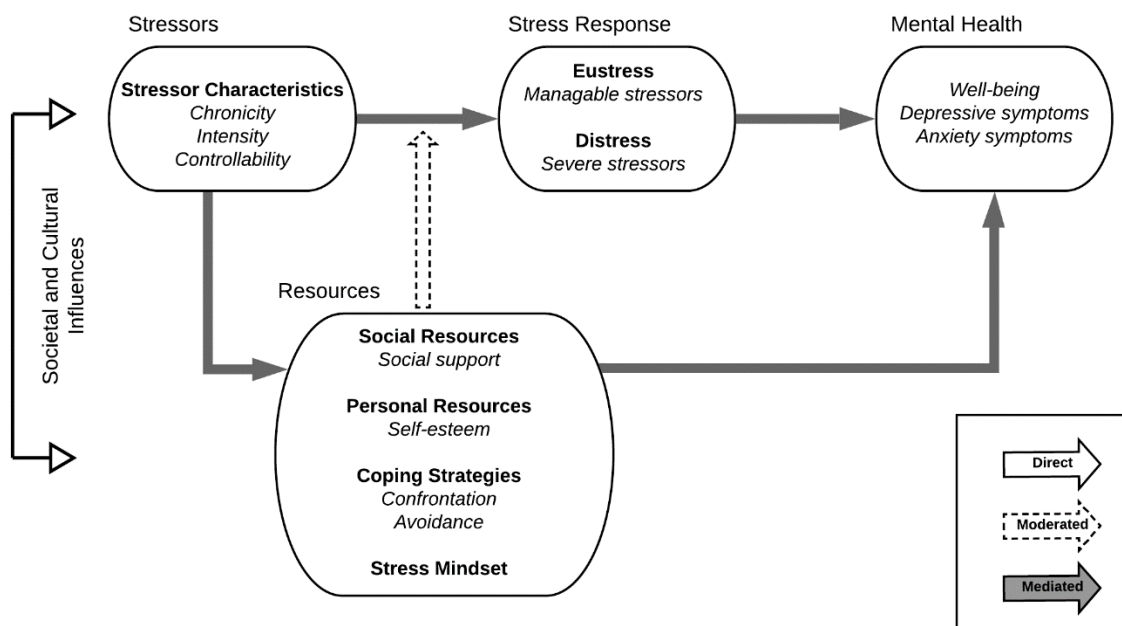 Stressors
Stressor Characteristics
Chronicity
Intensity
Controllability
Stress Response
Eustress
Managable stressors
Distress
Severe stressors
Mental Health
Well-being
Depressive symptoms
Anxiety symptoms
Societal and Cultural
Influences
Resources
Social Resources
Social support
Personal Resources
Self-esteem
Coping Strategies
Confrontation
Avoidance
Stress Mindset
Direct
Moderated
Mediated